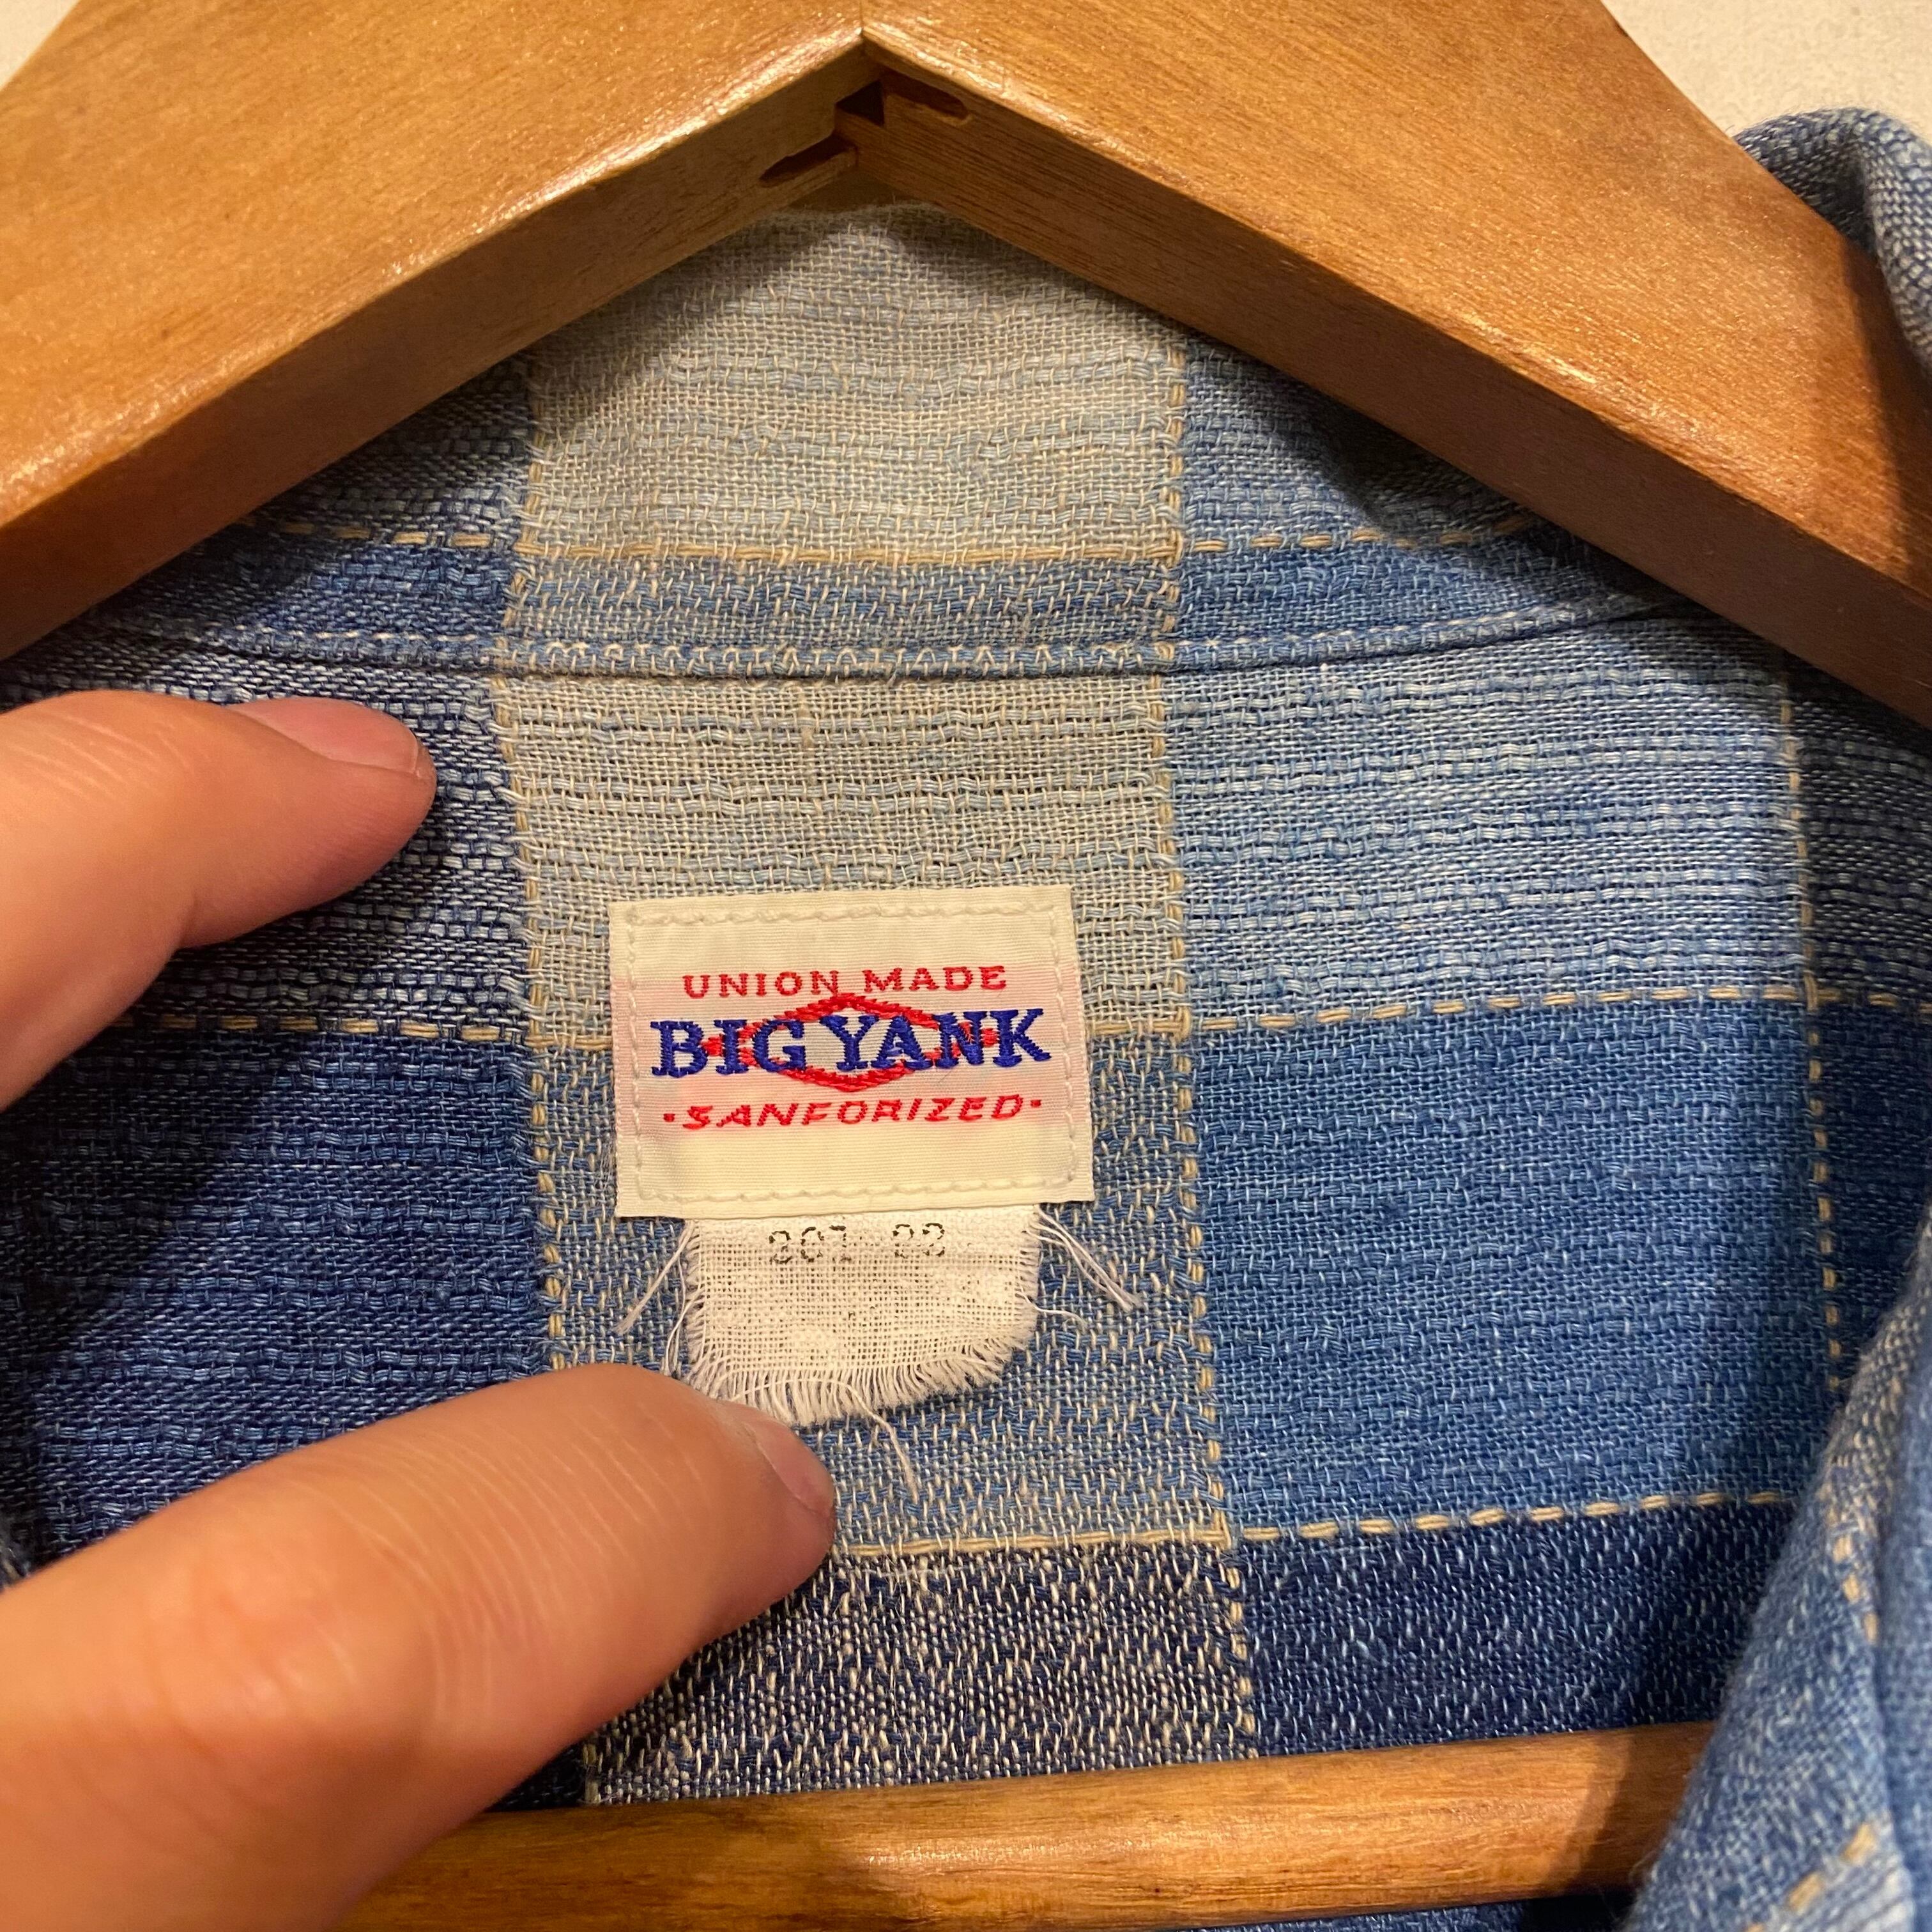 UNION MADE
BIG YANK
·SANFORIZED·